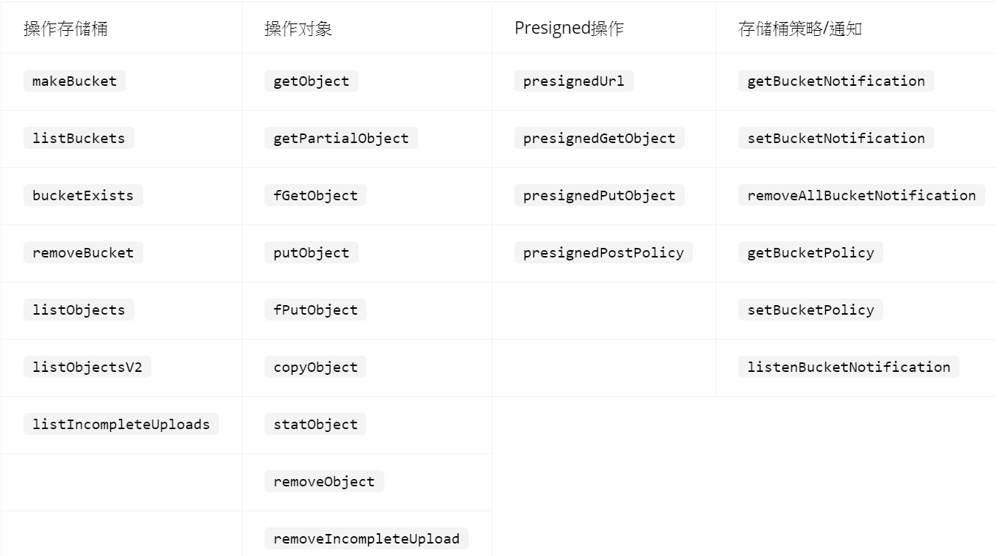 操作存储桶 操作对象 Presigned操作 存储桶策略/通知
makeBucket getObject presignedUrl getBucketNotification
listBuckets getPartialObject presignedGetObject setBucketNotification
bucketExists fGetObject presignedPutObject removeAllBucketNotification
removeBucket putObject presignedPostPolicy getBucketPolicy
listObjects fPutObject setBucketPolicy
listObjectsV2 copyObject listenBucketNotification
listIncompleteUploads statObject
removeObject
removeIncompleteUpload